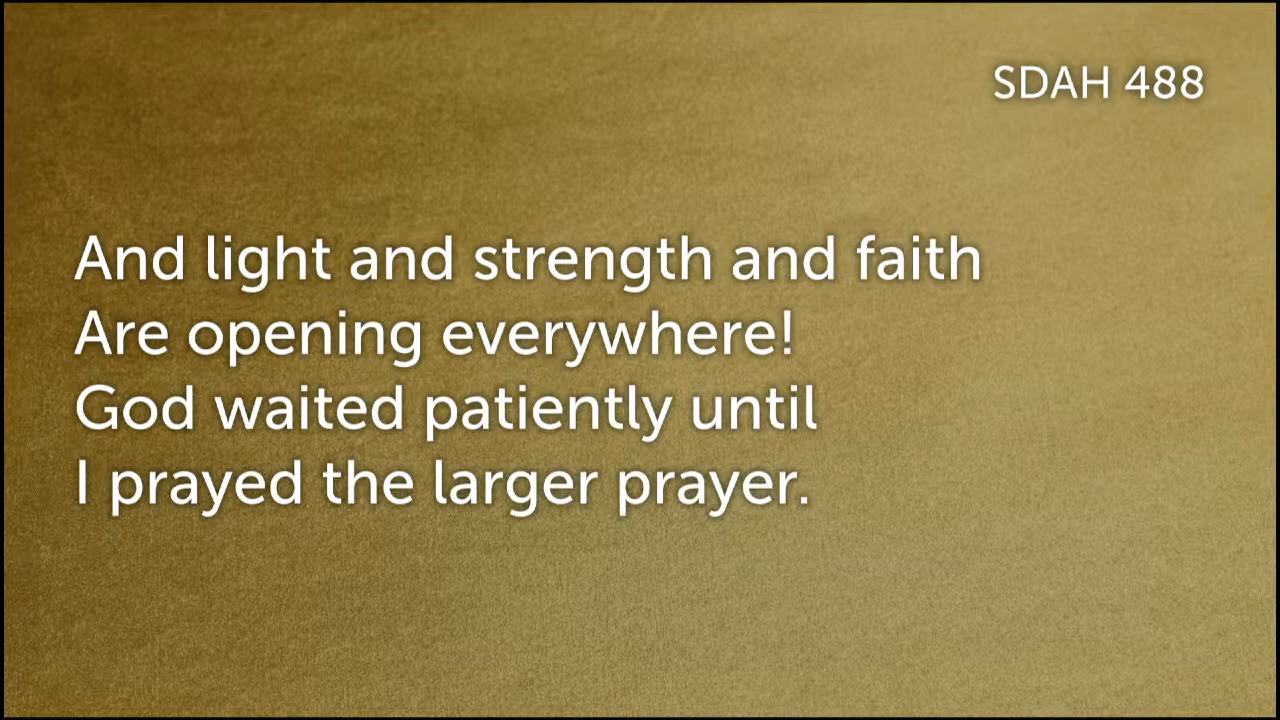 SDAH 488
And light and strength and faith
Are opening everywhere!
God waited patiently until
I prayed the larger prayer.